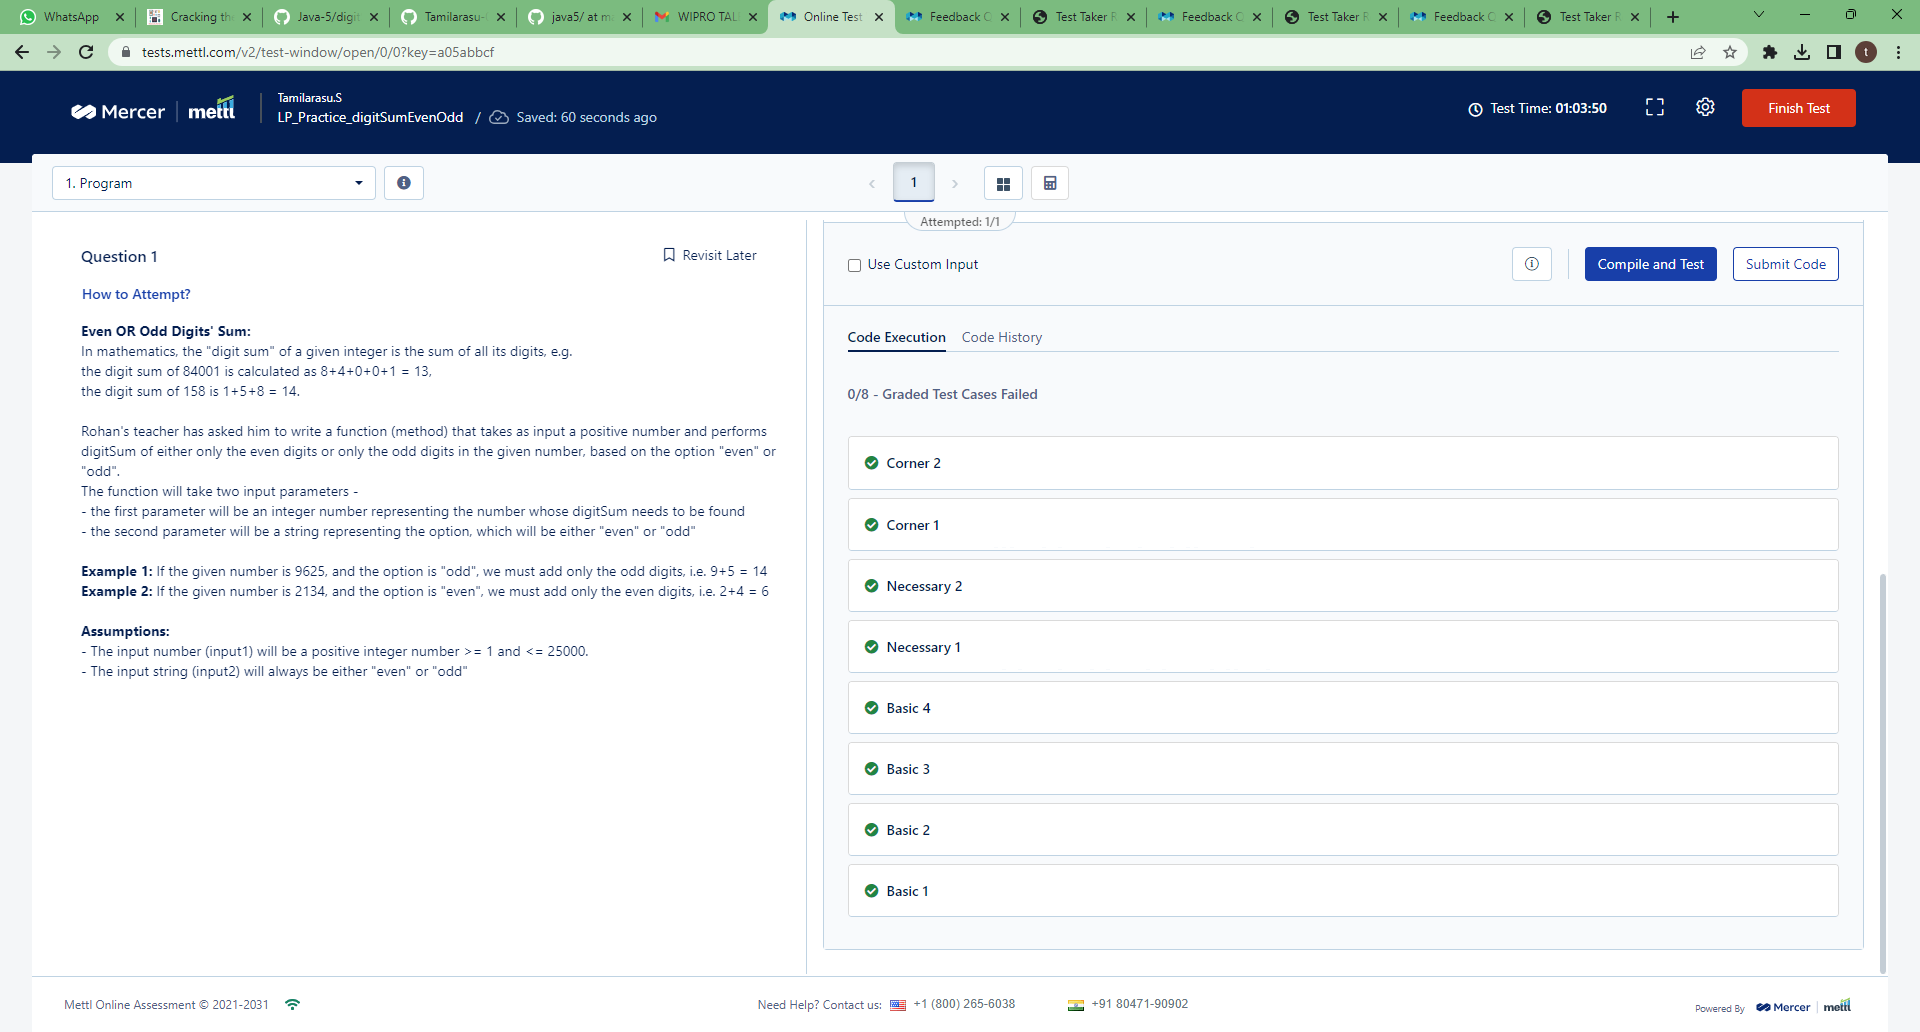 WhatsApp
Cracking the
Java-5/digit
Tamilarasu-
java5/ at ma
WIPRO TAL
Online Test
Feedback C
Test Taker R
Feedback C
Test Taker R
Feedback C
Test Taker R
tests.mettl.com/v2/test-window/open/0/0?key=a05abbcf
t
Mercer | mettl
Tamilarasu.S
LP_Practice_digitSumEvenOdd / Saved: 60 seconds ago
Test Time: 01:03:50
Finish Test
1. Program
1
Attempted: 1/1
Question 1
Revisit Later
How to Attempt?
Even OR Odd Digits' Sum:
In mathematics, the "digit sum" of a given integer is the sum of all its digits, e.g.
the digit sum of 84001 is calculated as 8+4+0+0+1 = 13,
the digit sum of 158 is 1+5+8 = 14.
Rohan's teacher has asked him to write a function (method) that takes as input a positive number and performs
digitSum of either only the even digits or only the odd digits in the given number, based on the option "even" or
"odd".
The function will take two input parameters -
- the first parameter will be an integer number representing the number whose digitSum needs to be found
- the second parameter will be a string representing the option, which will be either "even" or "odd"
Example 1: If the given number is 9625, and the option is "odd", we must add only the odd digits, i.e. 9+5 = 14
Example 2: If the given number is 2134, and the option is "even", we must add only the even digits, i.e. 2+4 = 6
Assumptions:
- The input number (input1) will be a positive integer number >= 1 and <= 25000.
- The input string (input2) will always be either "even" or "odd"
Use Custom Input
Compile and Test
Submit Code
Code Execution
Code History
0/8 - Graded Test Cases Failed
Corner 2
Corner 1
Necessary 2
Necessary 1
Basic 4
Basic 3
Basic 2
Basic 1
Mettl Online Assessment © 2021-2031
Need Help? Contact us: +1 (800) 265-6038
+91 80471-90902
Powered By Mercer | mettl